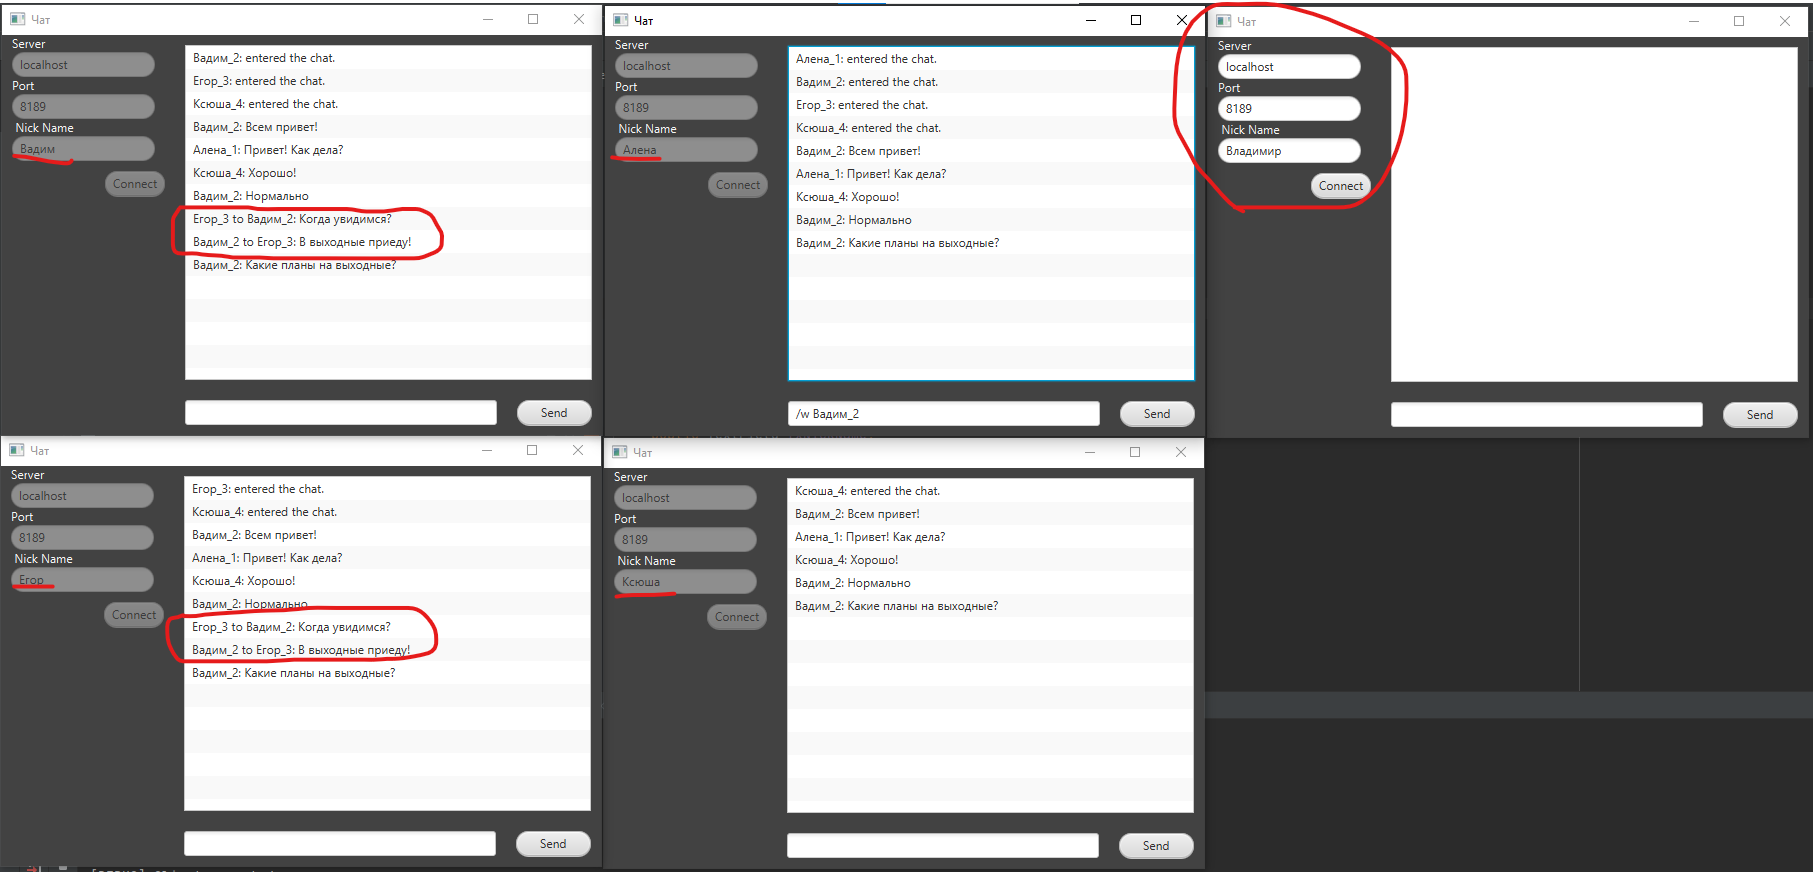 Чат
Server
localhost
Port
8189
Nick Name
Вадим
Connect
Вадим_2: entered the chat.
Егор_3: entered the chat.
Ксюша_4: entered the chat.
Вадим_2: Всем привет!
Алена_1: Привет! Как дела?
Ксюша_4: Хорошо!
Вадим_2: Нормально
Егор_3 to Вадим_2: Когда увидимся?
Вадим_2 to Егор_3: В выходные приеду!
Вадим_2: Какие планы на выходные?
Send
Чат
Server
localhost
Port
8189
Nick Name
Алена
Connect
Алена_1: entered the chat.
Вадим_2: entered the chat.
Егор_3: entered the chat.
Ксюша_4: entered the chat.
Вадим_2: Всем привет!
Алена_1: Привет! Как дела?
Ксюша_4: Хорошо!
Вадим_2: Нормально
Вадим_2: Какие планы на выходные?
/w Вадим_2
Send
Чат
Server
localhost
Port
8189
Nick Name
Владимир
Connect
Send
Чат
Server
localhost
Port
8189
Nick Name
Егор
Connect
Егор_3: entered the chat.
Ксюша_4: entered the chat.
Вадим_2: Всем привет!
Алена_1: Привет! Как дела?
Ксюша_4: Хорошо!
Вадим_2: Нормально
Егор_3 to Вадим_2: Когда увидимся?
Вадим_2 to Егор_3: В выходные приеду!
Вадим_2: Какие планы на выходные?
Send
Чат
Server
localhost
Port
8189
Nick Name
Ксюша
Connect
Ксюша_4: entered the chat.
Вадим_2: Всем привет!
Алена_1: Привет! Как дела?
Ксюша_4: Хорошо!
Вадим_2: Нормально
Вадим_2: Какие планы на выходные?
Send